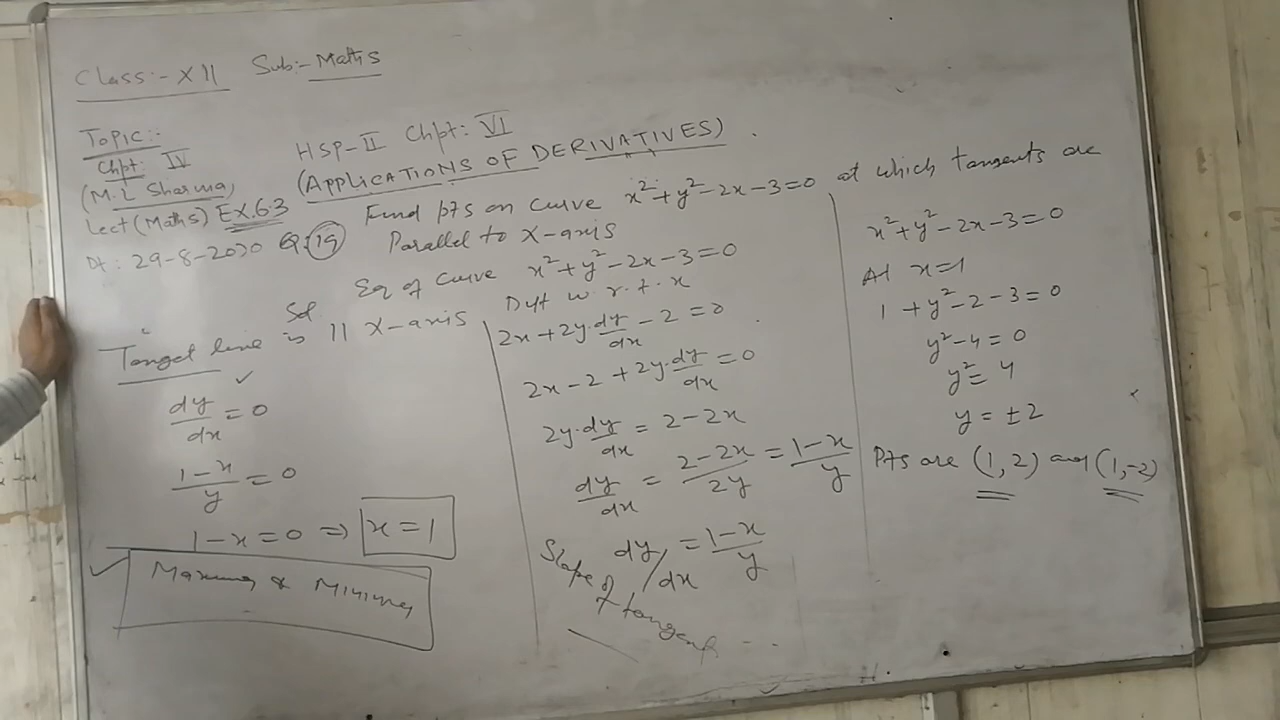 Class:- XII Sub:- Maths
Topic:-
Chpt: IV
(M.L Sharma,
Lect (Maths) Ex.6.3
Dt: 29-8-2020 Q.19
HSP-II Chpt: VI
(APPLICATIONS OF DERIVATIVES).
Find pts on curve x²+y²-2x-3=0 at which tangents are
Parallel to X-axis
Sol Eq of curve x²+y²-2x-3=0
Tanget line is || X-axis
dy/dx = 0
(1-x)/y = 0
1-x=0 ⇒ x=1
Maxima & Minima
Diff w.r.t. x
2x+2y.dy/dx-2=0
2x-2+2y.dy/dx=0
2y.dy/dx = 2-2x
dy/dx = (2-2x)/2y = (1-x)/y
Slope of tangent dy/dx = (1-x)/y
x²+y²-2x-3=0
At x=1
1+y²-2-3=0
y²-4=0
y²=4
y=±2
Pts are (1,2) and (1,-2)